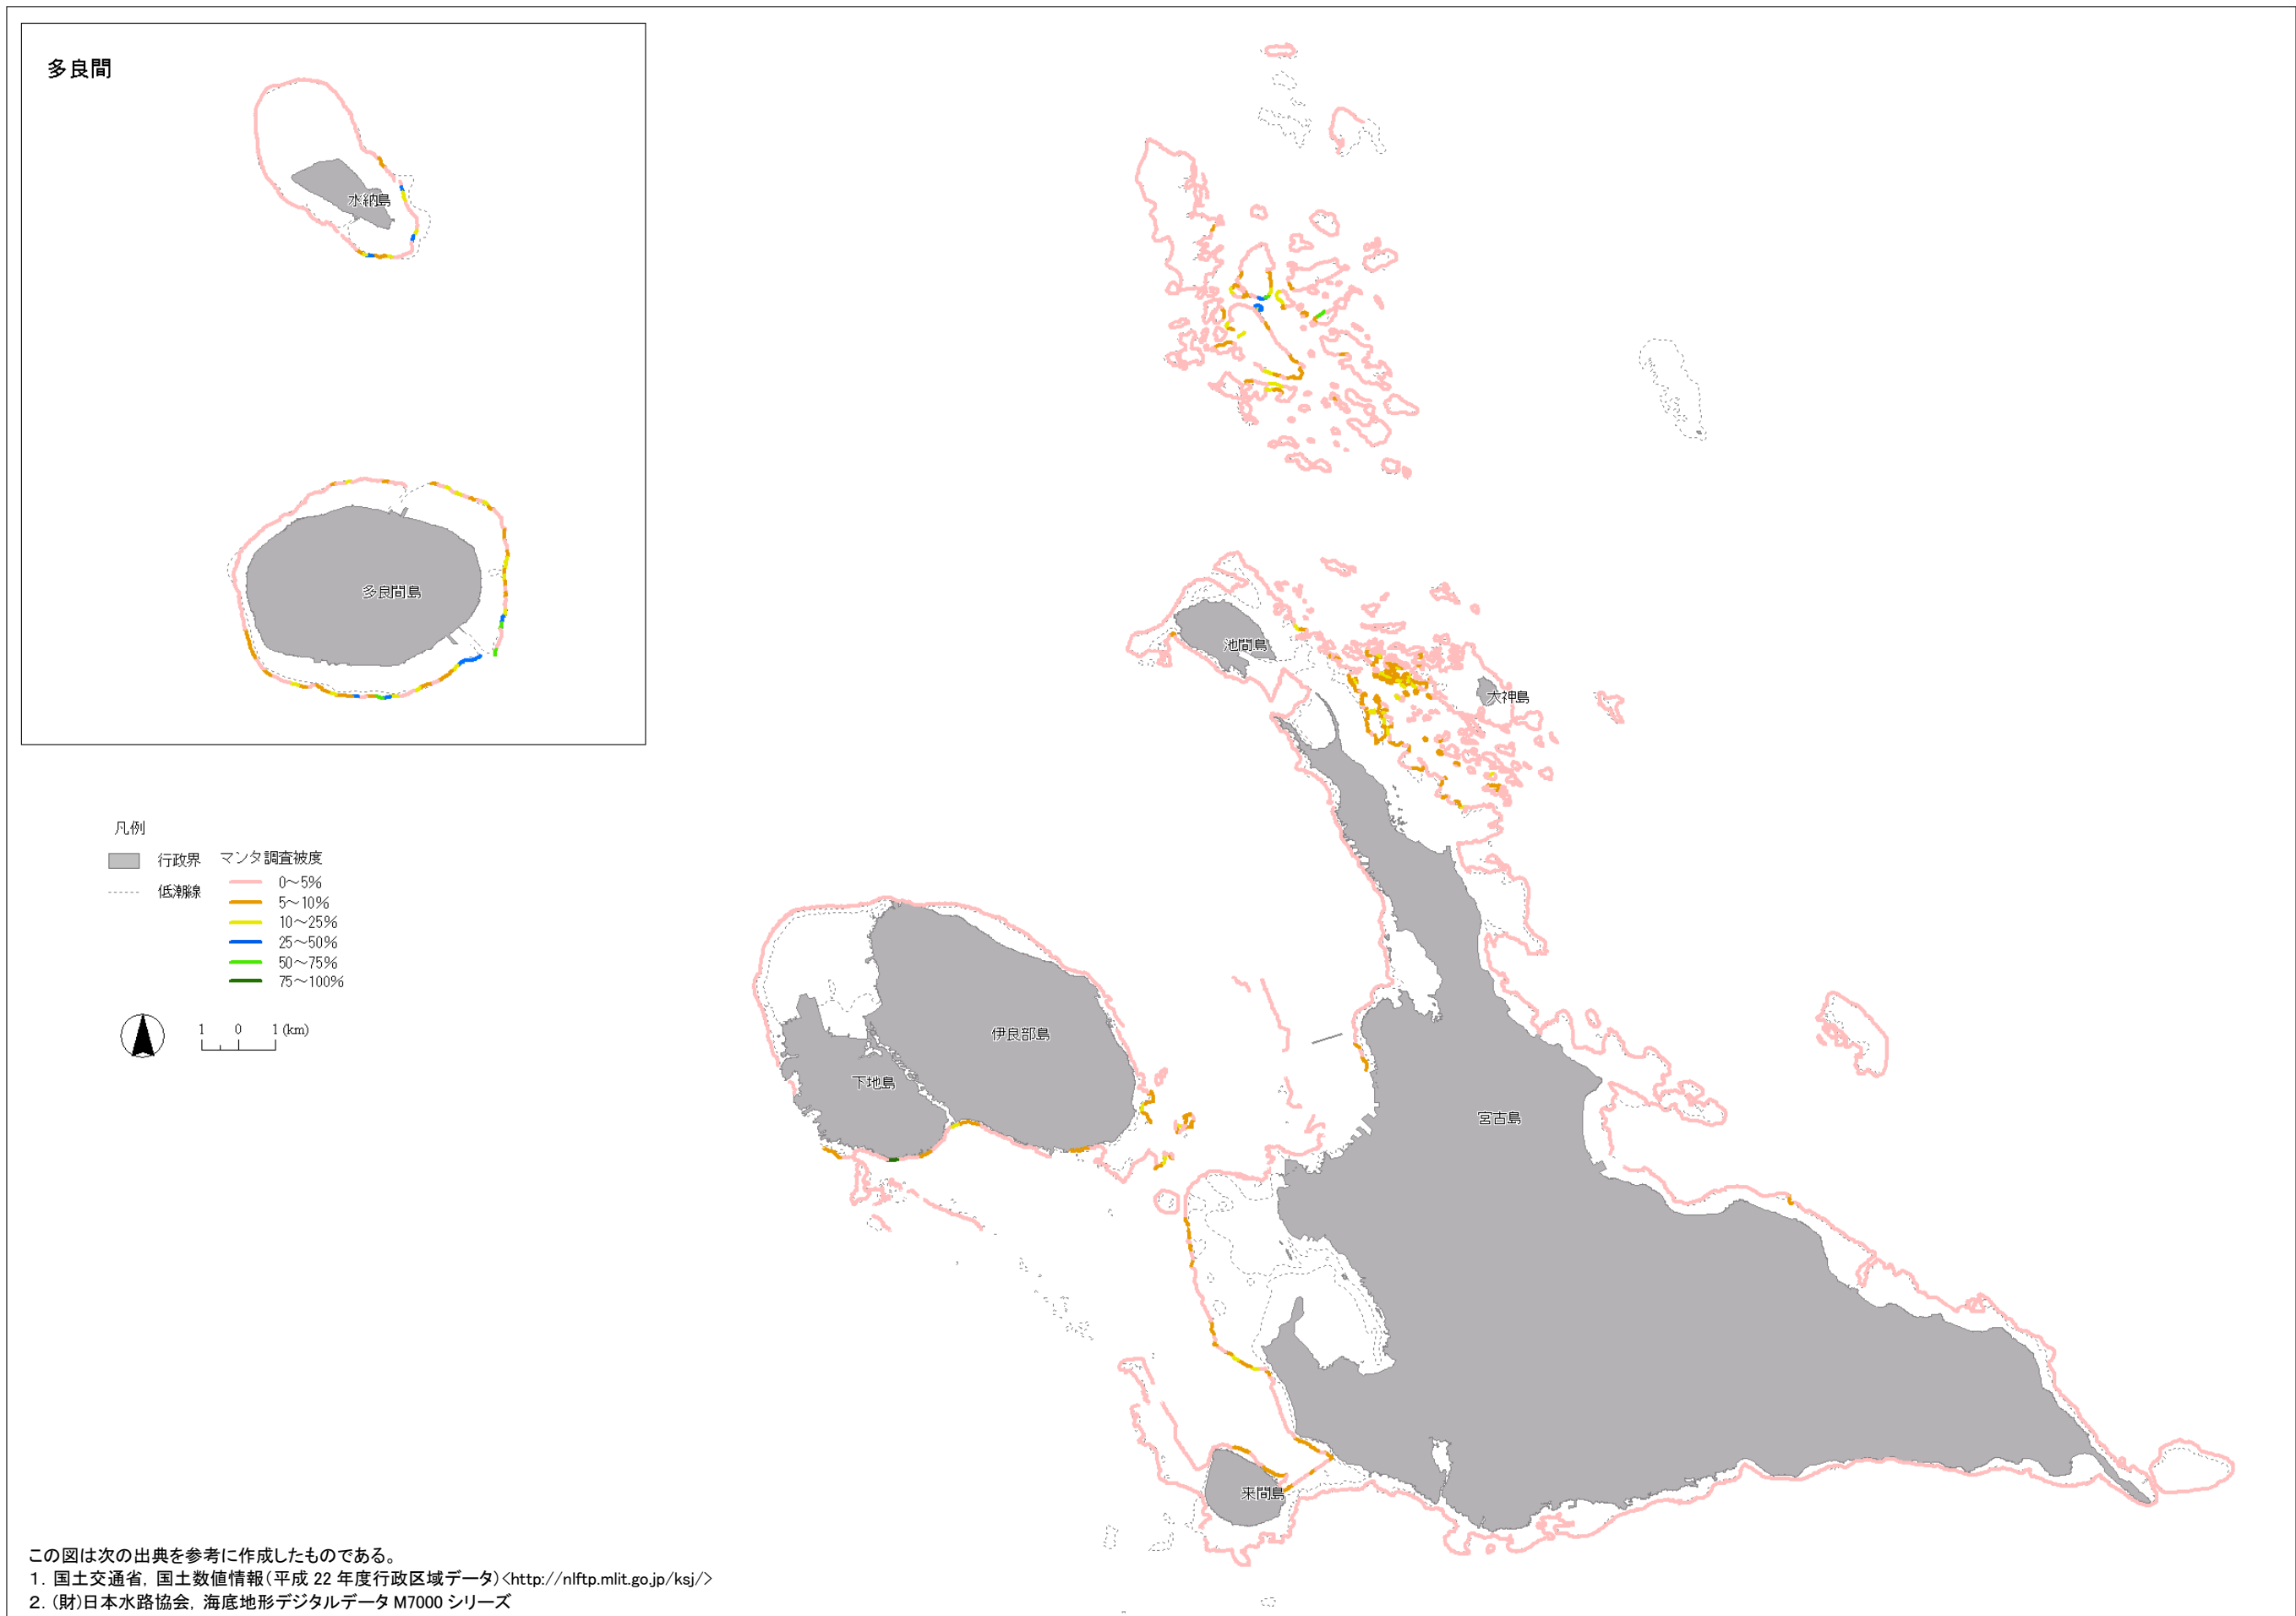 多良間
水納島
多良間島
池間島
大神島
凡例
行政界 マンタ調査被度
低潮線
0～5%
5～10%
10～25%
25～50%
50～75%
75～100%
1 0 1 (km)
伊良部島
下地島
宮古島
来間島
この図は次の出典を参考に作成したものである。
1. 国土交通省, 国土数値情報(平成 22 年度行政区域データ)<http://nlftp.mlit.go.jp/ksj/>
2. (財)日本水路協会, 海底地形デジタルデータ M7000 シリーズ